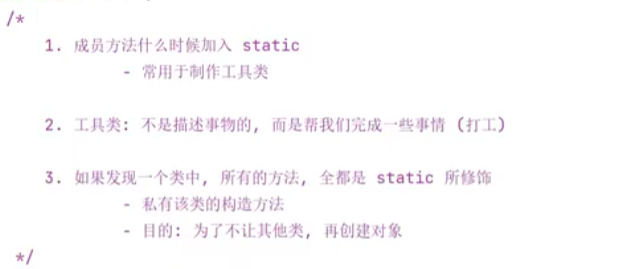 /*
1. 成员方法什么时候加入 static
- 常用于制作工具类
2. 工具类: 不是描述事物的, 而是帮我们完成一些事情 (打工)
3. 如果发现一个类中, 所有的方法, 全都是 static 所修饰
- 私有该类的构造方法
- 目的: 为了不让其他类, 再创建对象
*/